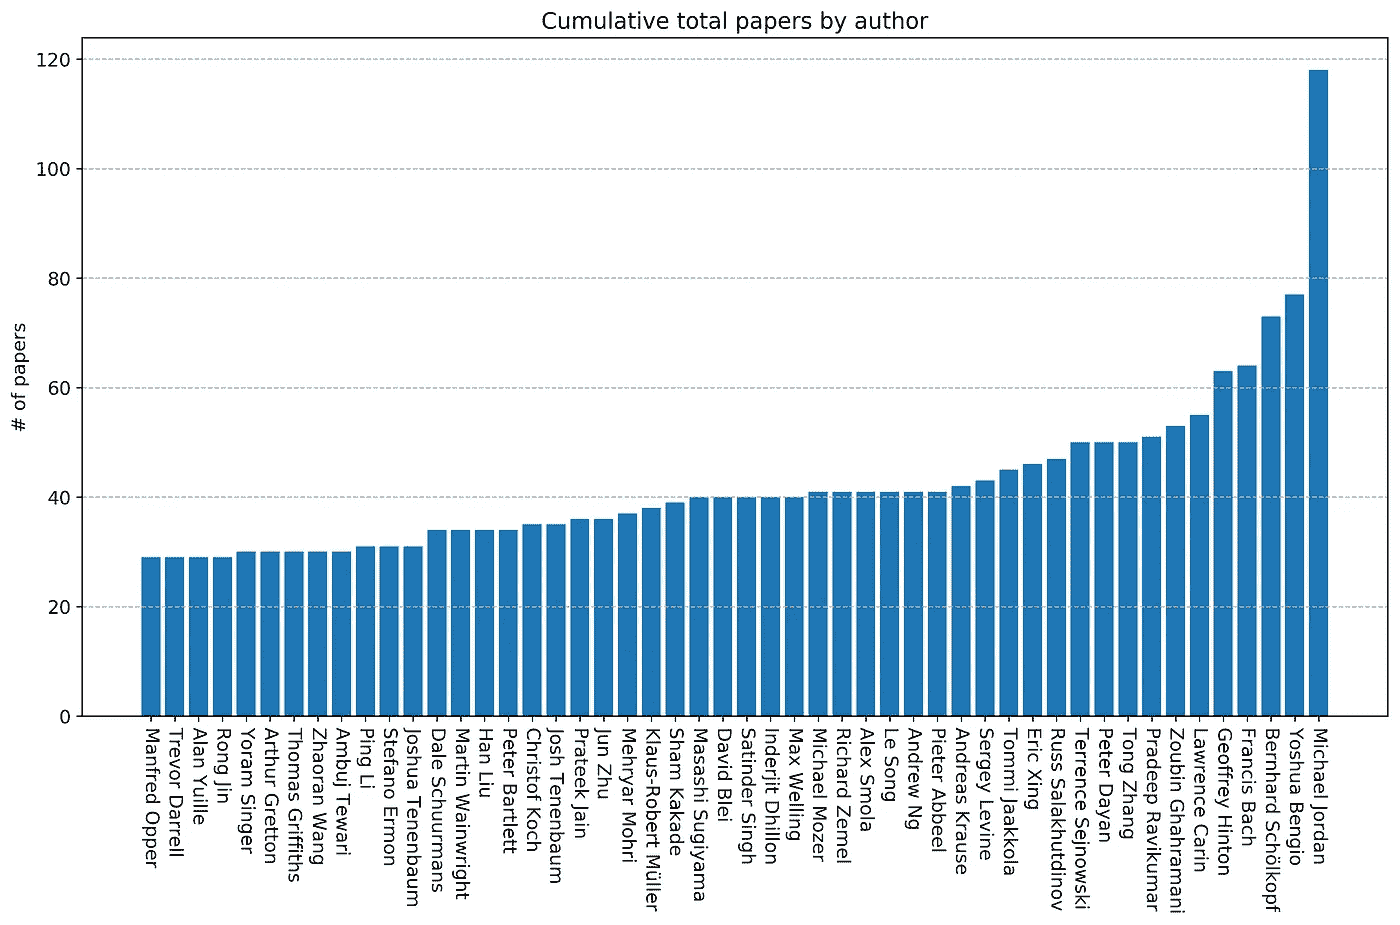 Cumulative total papers by author
120
100
80
60
40
20
0
# of papers
Manfred Opper
Trevor Darrell
Alan Yuille
Rong Jin
Yoram Singer
Arthur Gretton
Thomas Griffiths
Zhaoran Wang
Ambuj Tewari
Ping Li
Stefano Ermon
Joshua Tenenbaum
Dale Schuurmans
Martin Wainwright
Han Liu
Peter Bartlett
Christof Koch
Josh Tenenbaum
Prateek Jain
Jun Zhu
Mehryar Mohri
Klaus-Robert Müller
Sham Kakade
Masashi Sugiyama
David Blei
Satinder Singh
Inderjit Dhillon
Max Welling
Michael Mozer
Richard Zemel
Alex Smola
Le Song
Andrew Ng
Pieter Abbeel
Andreas Krause
Sergey Levine
Tommi Jaakkola
Eric Xing
Russ Salakhutdinov
Terrence Sejnowski
Peter Dayan
Tong Zhang
Pradeep Ravikumar
Zoubin Ghahramani
Lawrence Carin
Geoffrey Hinton
Francis Bach
Bernhard Schölkopf
Yoshua Bengio
Michael Jordan